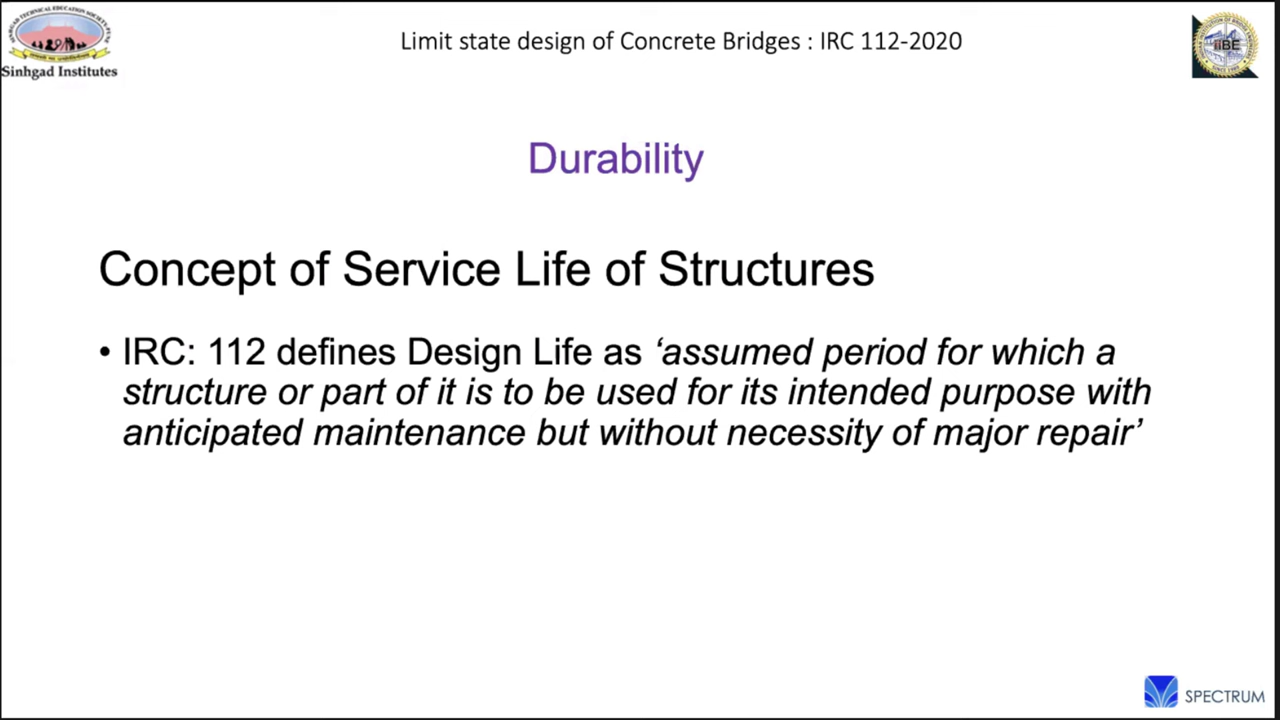 Sinhgad Institutes
Limit state design of Concrete Bridges : IRC 112-2020
iiBE
Durability
Concept of Service Life of Structures
• IRC: 112 defines Design Life as ‘assumed period for which a
structure or part of it is to be used for its intended purpose with
anticipated maintenance but without necessity of major repair’
SPECTRUM